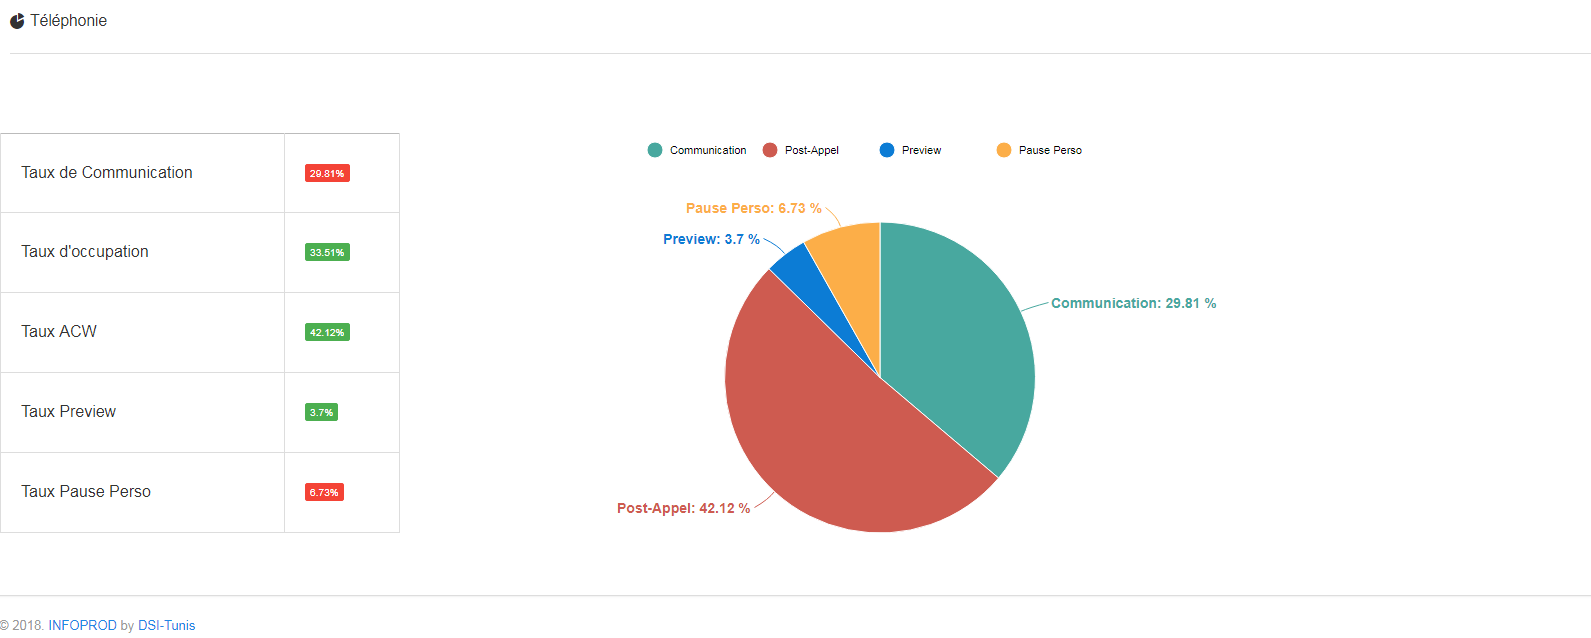 Téléphonie
Taux de Communication 29.81%
Taux d'occupation 33.51%
Taux ACW 42.12%
Taux Preview 3.7%
Taux Pause Perso 6.73%
Communication Post-Appel Preview Pause Perso
Pause Perso: 6.73 %
Preview: 3.7 %
Communication: 29.81 %
Post-Appel: 42.12 %
© 2018. INFOPROD by DSI-Tunis